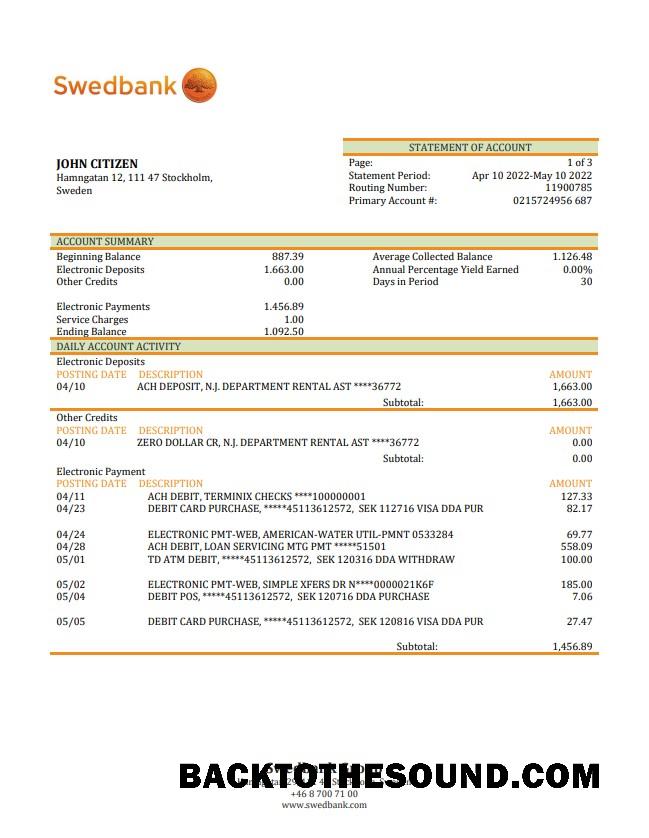 Swedbank
STATEMENT OF ACCOUNT
JOHN CITIZEN
Hamngatan 12, 111 47 Stockholm,
Sweden
Page: 1 of 3
Statement Period: Apr 10 2022-May 10 2022
Routing Number: 11900785
Primary Account #: 0215724956 687
ACCOUNT SUMMARY
Beginning Balance 887.39 Average Collected Balance 1.126.48
Electronic Deposits 1.663.00 Annual Percentage Yield Earned 0.00%
Other Credits 0.00 Days in Period 30
Electronic Payments 1.456.89
Service Charges 1.00
Ending Balance 1.092.50
DAILY ACCOUNT ACTIVITY
Electronic Deposits
POSTING DATE DESCRIPTION AMOUNT
04/10 ACH DEPOSIT, N.J. DEPARTMENT RENTAL AST ****36772 1,663.00
Subtotal: 1,663.00
Other Credits
POSTING DATE DESCRIPTION AMOUNT
04/10 ZERO DOLLAR CR, N.J. DEPARTMENT RENTAL AST ****36772 0.00
Subtotal: 0.00
Electronic Payment
POSTING DATE DESCRIPTION AMOUNT
04/11 ACH DEBIT, TERMINIX CHECKS ****100000001 127.33
04/23 DEBIT CARD PURCHASE, *****45113612572, SEK 112716 VISA DDA PUR 82.17
04/24 ELECTRONIC PMT-WEB, AMERICAN-WATER UTIL-PMNT 0533284 69.77
04/28 ACH DEBIT, LOAN SERVICING MTG PMT *****51501 558.09
05/01 TD ATM DEBIT, *****45113612572, SEK 120316 DDA WITHDRAW 100.00
05/02 ELECTRONIC PMT-WEB, SIMPLE XFERS DR N****0000021K6F 185.00
05/04 DEBIT POS, *****45113612572, SEK 120716 DDA PURCHASE 7.06
05/05 DEBIT CARD PURCHASE, *****45113612572, SEK 120816 VISA DDA PUR 27.47
Subtotal: 1,456.89
Swedbank
BACKTOTHESOUND.COM
+46 8 700 71 00
www.swedbank.com